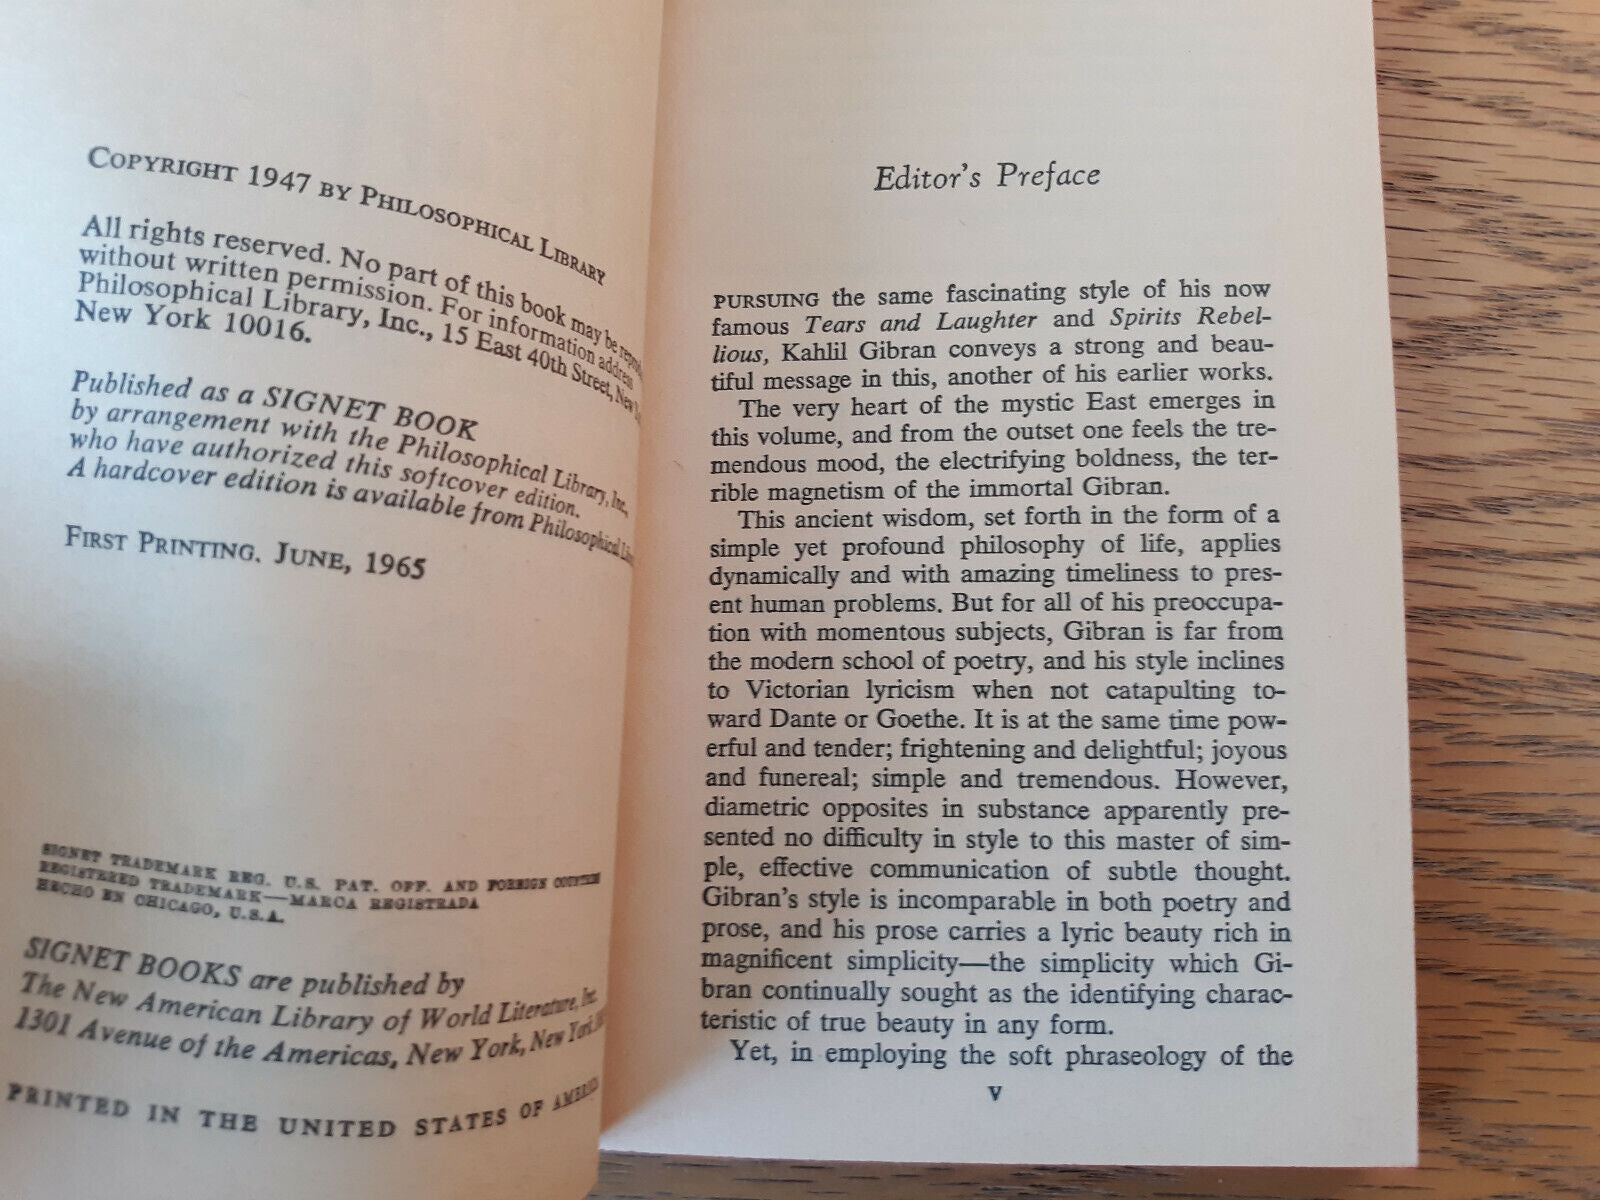 COPYRIGHT 1947 BY PHILOSOPHICAL LIBRARY
All rights reserved. No part of this book may be
without written permission. For information address
Philosophical Library, Inc., 15 East 40th Street, New
New York 10016.
Published as a SIGNET BOOK
by arrangement with the Philosophical Library, Inc.,
who have authorized this softcover edition.
A hardcover edition is available from Philosophical
FIRST PRINTING. JUNE, 1965
SIGNET TRADEMARK REG. U.S. PAT. OFF. AND FOREIGN COUNTRIES
REGISTERED TRADEMARK—MARCA REGISTRADA
HECHO EN CHICAGO, U.S.A.
SIGNET BOOKS are published by
The New American Library of World Literature, Inc.
1301 Avenue of the Americas, New York, New York
PRINTED IN THE UNITED STATES OF AMERICA
Editor's Preface
PURSUING the same fascinating style of his now
famous Tears and Laughter and Spirits Rebel-
lious, Kahlil Gibran conveys a strong and beau-
tiful message in this, another of his earlier works.
The very heart of the mystic East emerges in
this volume, and from the outset one feels the tre-
mendous mood, the electrifying boldness, the ter-
rible magnetism of the immortal Gibran.
This ancient wisdom, set forth in the form of a
simple yet profound philosophy of life, applies
dynamically and with amazing timeliness to pres-
ent human problems. But for all of his preoccupa-
tion with momentous subjects, Gibran is far from
the modern school of poetry, and his style inclines
to Victorian lyricism when not catapulting to-
ward Dante or Goethe. It is at the same time pow-
erful and tender; frightening and delightful; joyous
and funereal; simple and tremendous. However,
diametric opposites in substance apparently pre-
sented no difficulty in style to this master of sim-
ple, effective communication of subtle thought.
Gibran's style is incomparable in both poetry and
prose, and his prose carries a lyric beauty rich in
magnificent simplicity—the simplicity which Gi-
bran continually sought as the identifying charac-
teristic of true beauty in any form.
Yet, in employing the soft phraseology of the
v